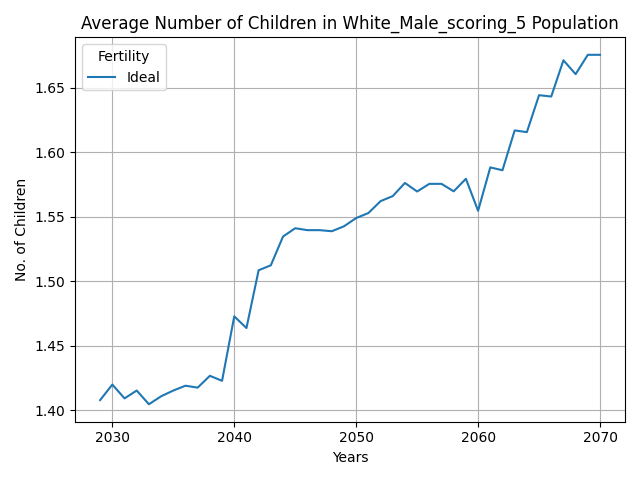 Average Number of Children in White_Male_scoring_5 Population
Fertility
Ideal
No. of Children
1.65
1.60
1.55
1.50
1.45
1.40
2030 2040 2050 2060 2070
Years